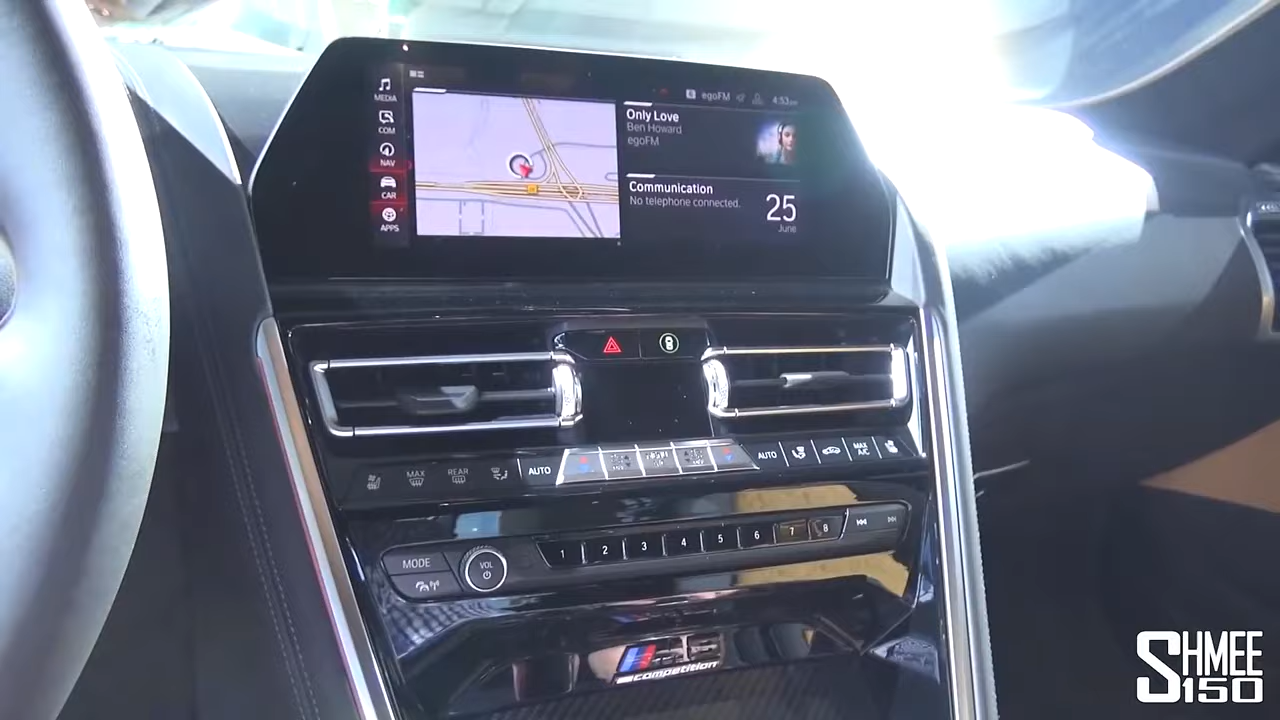 MEDIA
COM
NAV
CAR
APPS
egoFM
4:53
Only Love
Ben Howard
egoFM
Communication
No telephone connected.
25
June
MAX
REAR
AUTO
AUTO
MAX
A/C
MODE
VOL
1 2 3 4 5 6 7 8
competition
SHMEE
150